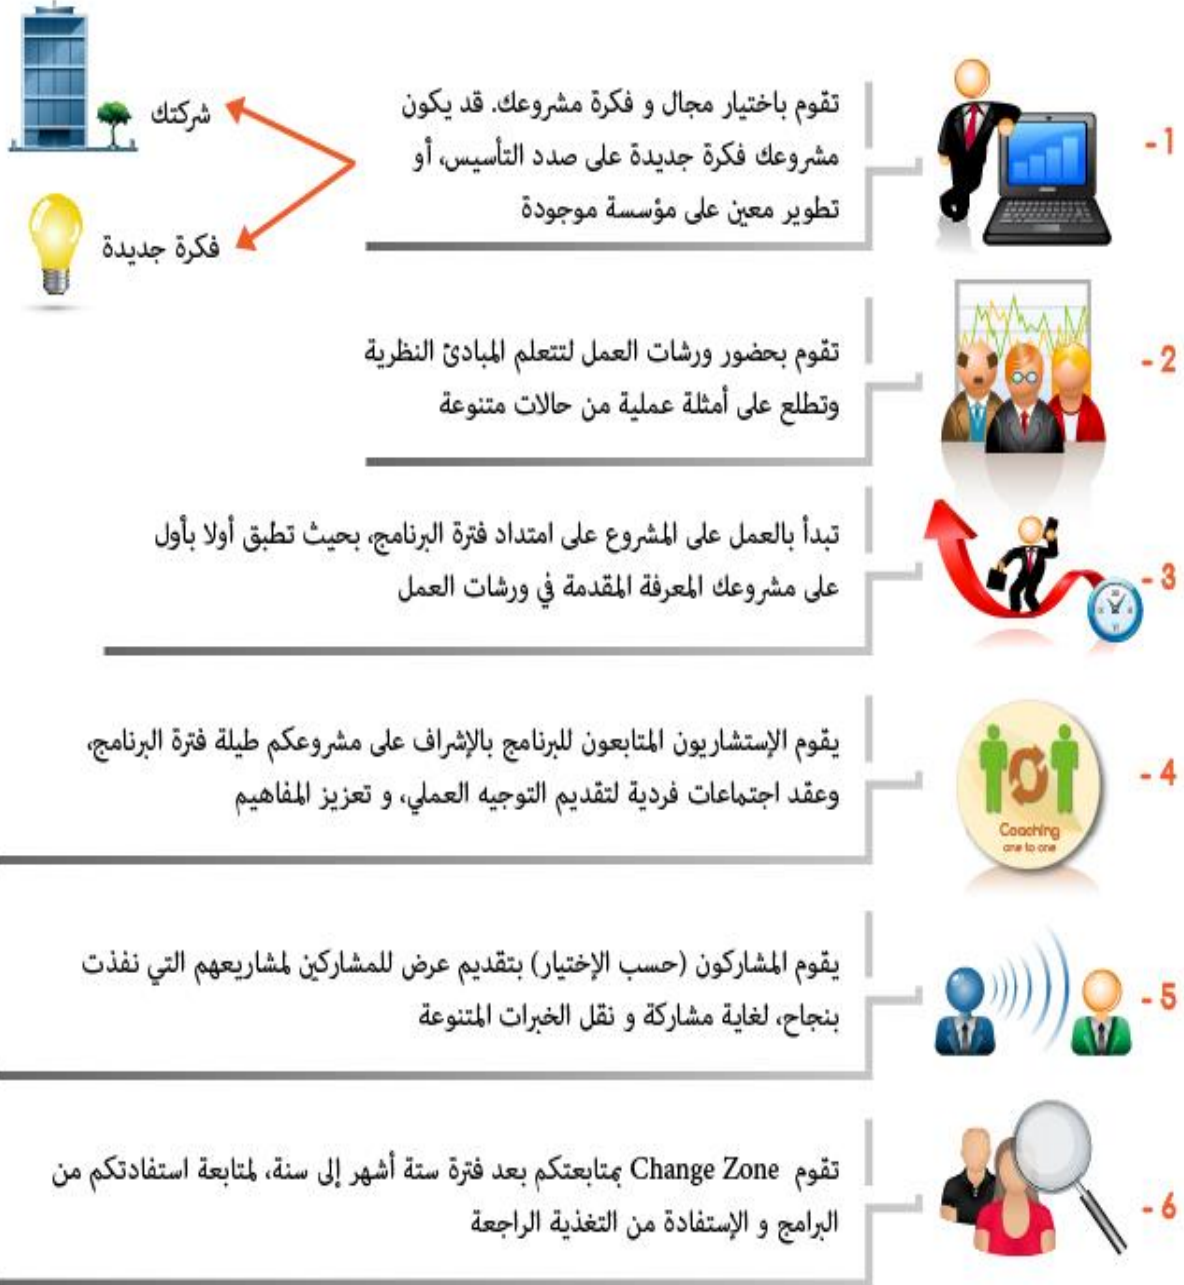 1-
تقوم باختيار مجال و فكرة مشروعك. قد يكون
مشروعك فكرة جديدة على صدد التأسيس، أو
تطوير معين على مؤسسة موجودة
شركتك
فكرة جديدة
2-
تقوم بحضور ورشات العمل لتتعلم المبادئ النظرية
وتطلع على أمثلة عملية من حالات متنوعة
3-
تبدأ بالعمل على المشروع على امتداد فترة البرنامج، بحيث تطبق أولا بأول
على مشروعك المعرفة المقدمة في ورشات العمل
4-
Coaching
one to one
يقوم الإستشاريون المتابعون للبرنامج بالإشراف على مشروعكم طيلة فترة البرنامج،
وعقد اجتماعات فردية لتقديم التوجيه العملي، و تعزيز المفاهيم
5-
يقوم المشاركون (حسب الإختيار) بتقديم عرض للمشاركين لمشاريعهم التي نفذت
بنجاح، لغاية مشاركة و نقل الخبرات المتنوعة
6-
تقوم Change Zone بمتابعتكم بعد فترة ستة أشهر إلى سنة، لمتابعة استفادتكم من
البرامج و الإستفادة من التغذية الراجعة